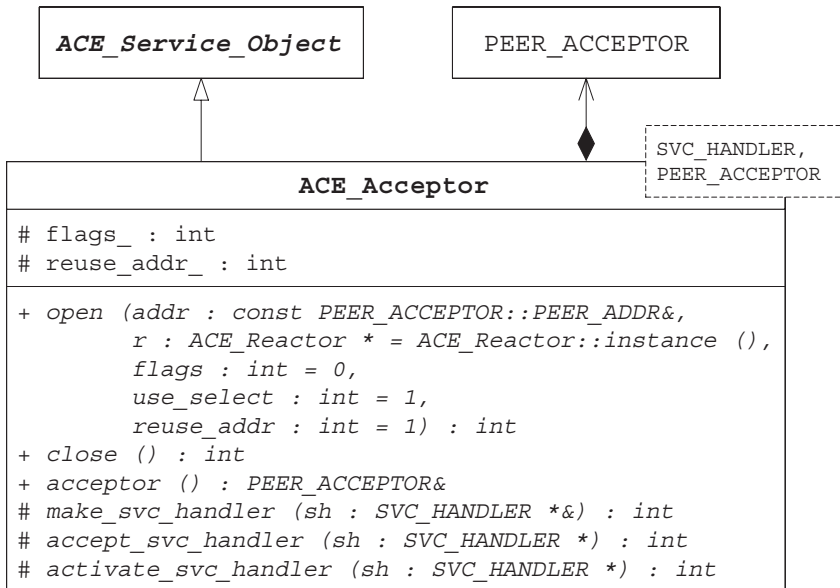 ACE_Service_Object
PEER_ACCEPTOR
SVC_HANDLER,
PEER_ACCEPTOR
ACE_Acceptor
# flags_ : int
# reuse_addr_ : int
+ open (addr : const PEER_ACCEPTOR::PEER_ADDR&,
r : ACE_Reactor * = ACE_Reactor::instance (),
flags : int = 0,
use_select : int = 1,
reuse_addr : int = 1) : int
+ close () : int
+ acceptor () : PEER_ACCEPTOR&
# make_svc_handler (sh : SVC_HANDLER *&) : int
# accept_svc_handler (sh : SVC_HANDLER *) : int
# activate_svc_handler (sh : SVC_HANDLER *) : int